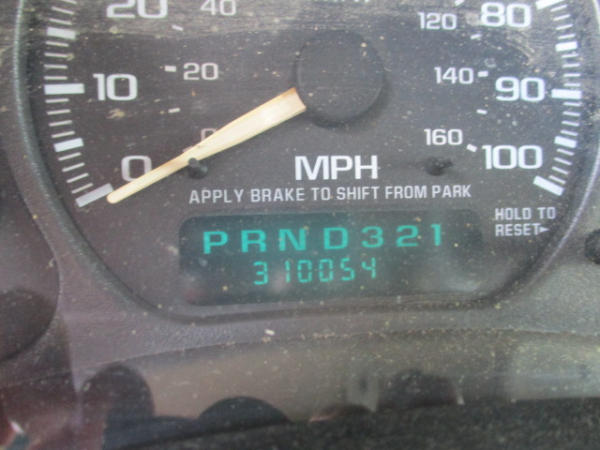 20 40 120 80
10 20 140 90
0 0 160 100
MPH
APPLY BRAKE TO SHIFT FROM PARK
HOLD TO
RESET
PRND321
310054